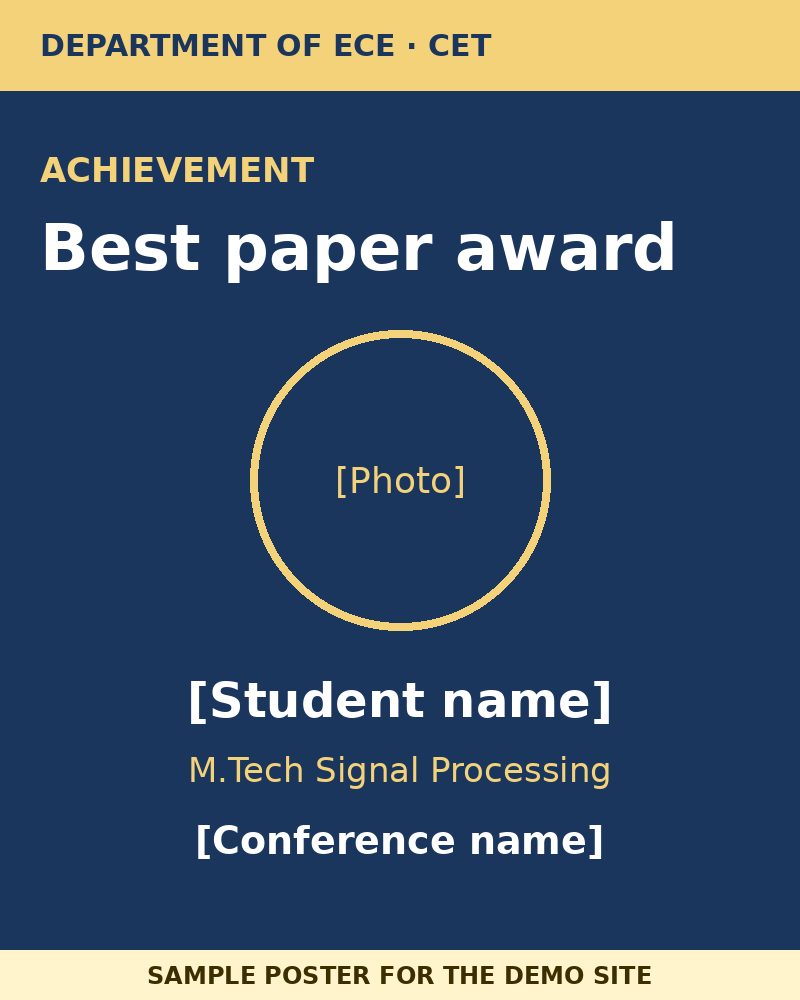 DEPARTMENT OF ECE · CET
ACHIEVEMENT
Best paper award
[Photo]
[Student name]
M.Tech Signal Processing
[Conference name]
SAMPLE POSTER FOR THE DEMO SITE